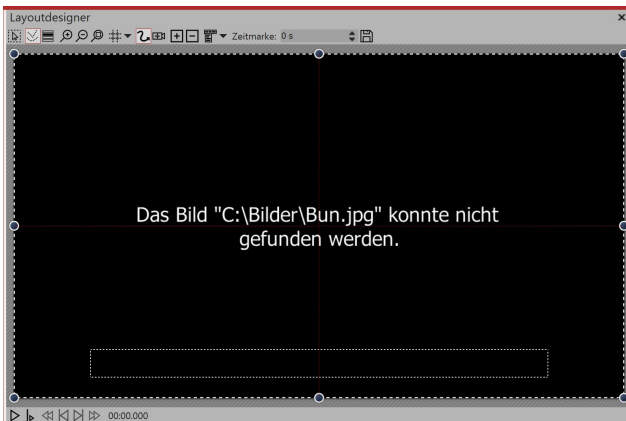 Layoutdesigner
Zeitmarke: 0 s
Das Bild "C:\Bilder\Bun.jpg" konnte nicht
gefunden werden.
00:00.000